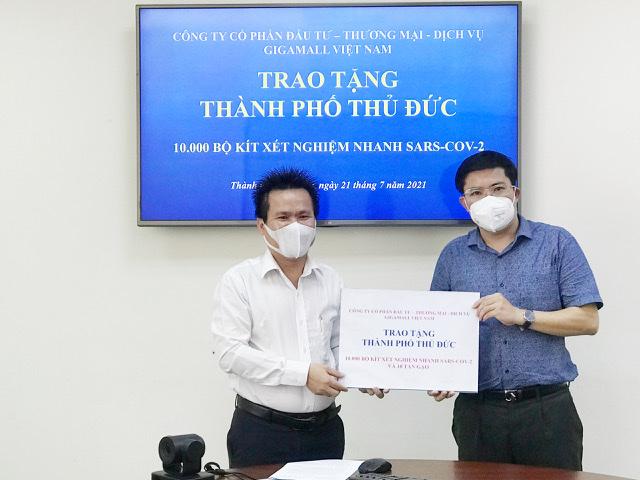 CÔNG TY CỔ PHẦN ĐẦU TƯ – THƯƠNG MẠI - DỊCH VỤ
GIGAMALL VIỆT NAM
TRAO TẶNG
THÀNH PHỐ THỦ ĐỨC
10.000 BỘ KÍT XÉT NGHIỆM NHANH SARS-COV-2
Thành ngày 21 tháng 7 năm 2021
CÔNG TY CỔ PHẦN ĐẦU TƯ – THƯƠNG MẠI - DỊCH VỤ
GIGAMALL VIỆT NAM
TRAO TẶNG
THÀNH PHỐ THỦ ĐỨC
10.000 BỘ KÍT XÉT NGHIỆM NHANH SARS-COV-2
VÀ 10 TẤN GẠO